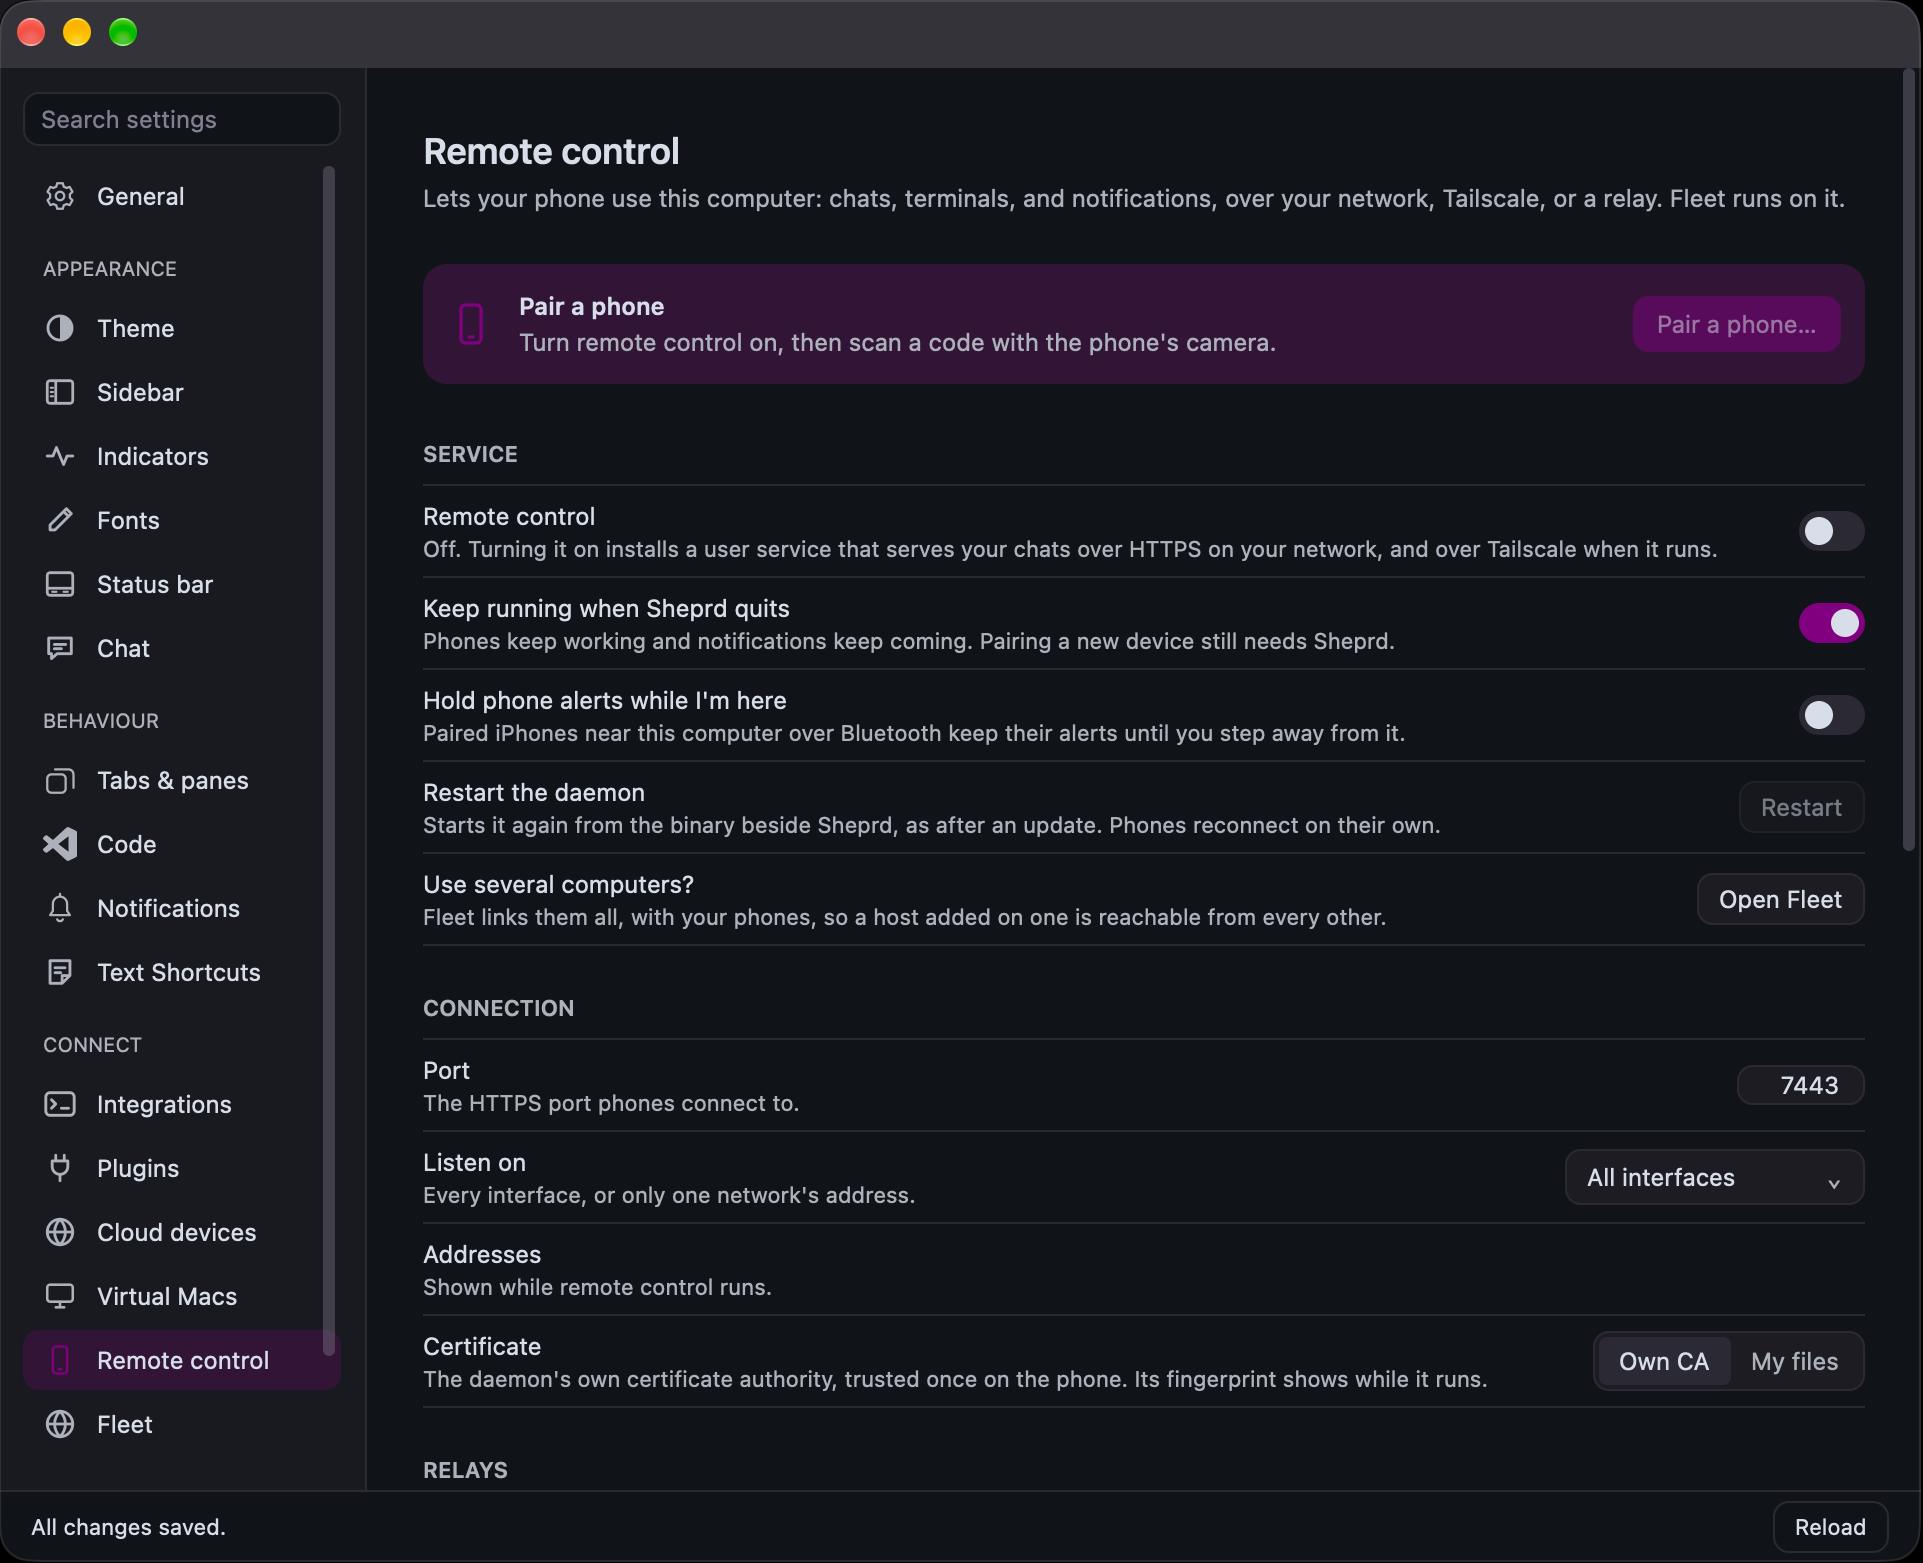 Search settings
General
APPEARANCE
Theme
Sidebar
Indicators
Fonts
Status bar
Chat
BEHAVIOUR
Tabs & panes
Code
Notifications
Text Shortcuts
CONNECT
Integrations
Plugins
Cloud devices
Virtual Macs
Remote control
Fleet
Remote control
Lets your phone use this computer: chats, terminals, and notifications, over your network, Tailscale, or a relay. Fleet runs on it.
Pair a phone
Turn remote control on, then scan a code with the phone's camera.
Pair a phone...
SERVICE
Remote control
Off. Turning it on installs a user service that serves your chats over HTTPS on your network, and over Tailscale when it runs.
Keep running when Sheprd quits
Phones keep working and notifications keep coming. Pairing a new device still needs Sheprd.
Hold phone alerts while I'm here
Paired iPhones near this computer over Bluetooth keep their alerts until you step away from it.
Restart the daemon
Starts it again from the binary beside Sheprd, as after an update. Phones reconnect on their own.
Restart
Use several computers?
Fleet links them all, with your phones, so a host added on one is reachable from every other.
Open Fleet
CONNECTION
Port
The HTTPS port phones connect to.
7443
Listen on
Every interface, or only one network's address.
All interfaces
Addresses
Shown while remote control runs.
Certificate
The daemon's own certificate authority, trusted once on the phone. Its fingerprint shows while it runs.
Own CA
My files
RELAYS
All changes saved.
Reload